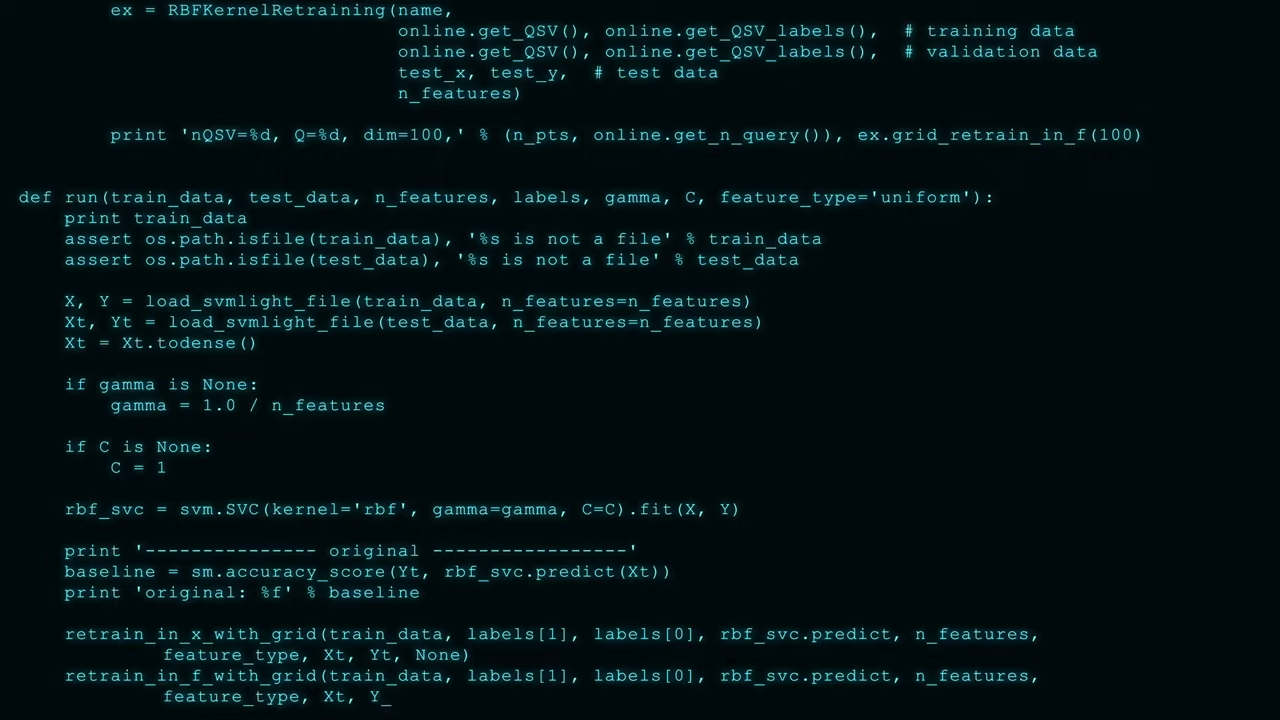 ex = RBFKernelRetraining(name,
online.get_QSV(), online.get_QSV_labels(),  # training data
online.get_QSV(), online.get_QSV_labels(),  # validation data
test_x, test_y,  # test data
n_features)
print 'nQSV=%d, Q=%d, dim=100,' % (n_pts, online.get_n_query()), ex.grid_retrain_in_f(100)
def run(train_data, test_data, n_features, labels, gamma, C, feature_type='uniform'):
print train_data
assert os.path.isfile(train_data), '%s is not a file' % train_data
assert os.path.isfile(test_data), '%s is not a file' % test_data
X, Y = load_svmlight_file(train_data, n_features=n_features)
Xt, Yt = load_svmlight_file(test_data, n_features=n_features)
Xt = Xt.todense()
if gamma is None:
gamma = 1.0 / n_features
if C is None:
C = 1
rbf_svc = svm.SVC(kernel='rbf', gamma=gamma, C=C).fit(X, Y)
print '--------------- original -----------------'
baseline = sm.accuracy_score(Yt, rbf_svc.predict(Xt))
print 'original: %f' % baseline
retrain_in_x_with_grid(train_data, labels[1], labels[0], rbf_svc.predict, n_features,
feature_type, Xt, Yt, None)
retrain_in_f_with_grid(train_data, labels[1], labels[0], rbf_svc.predict, n_features,
feature_type, Xt, Y_